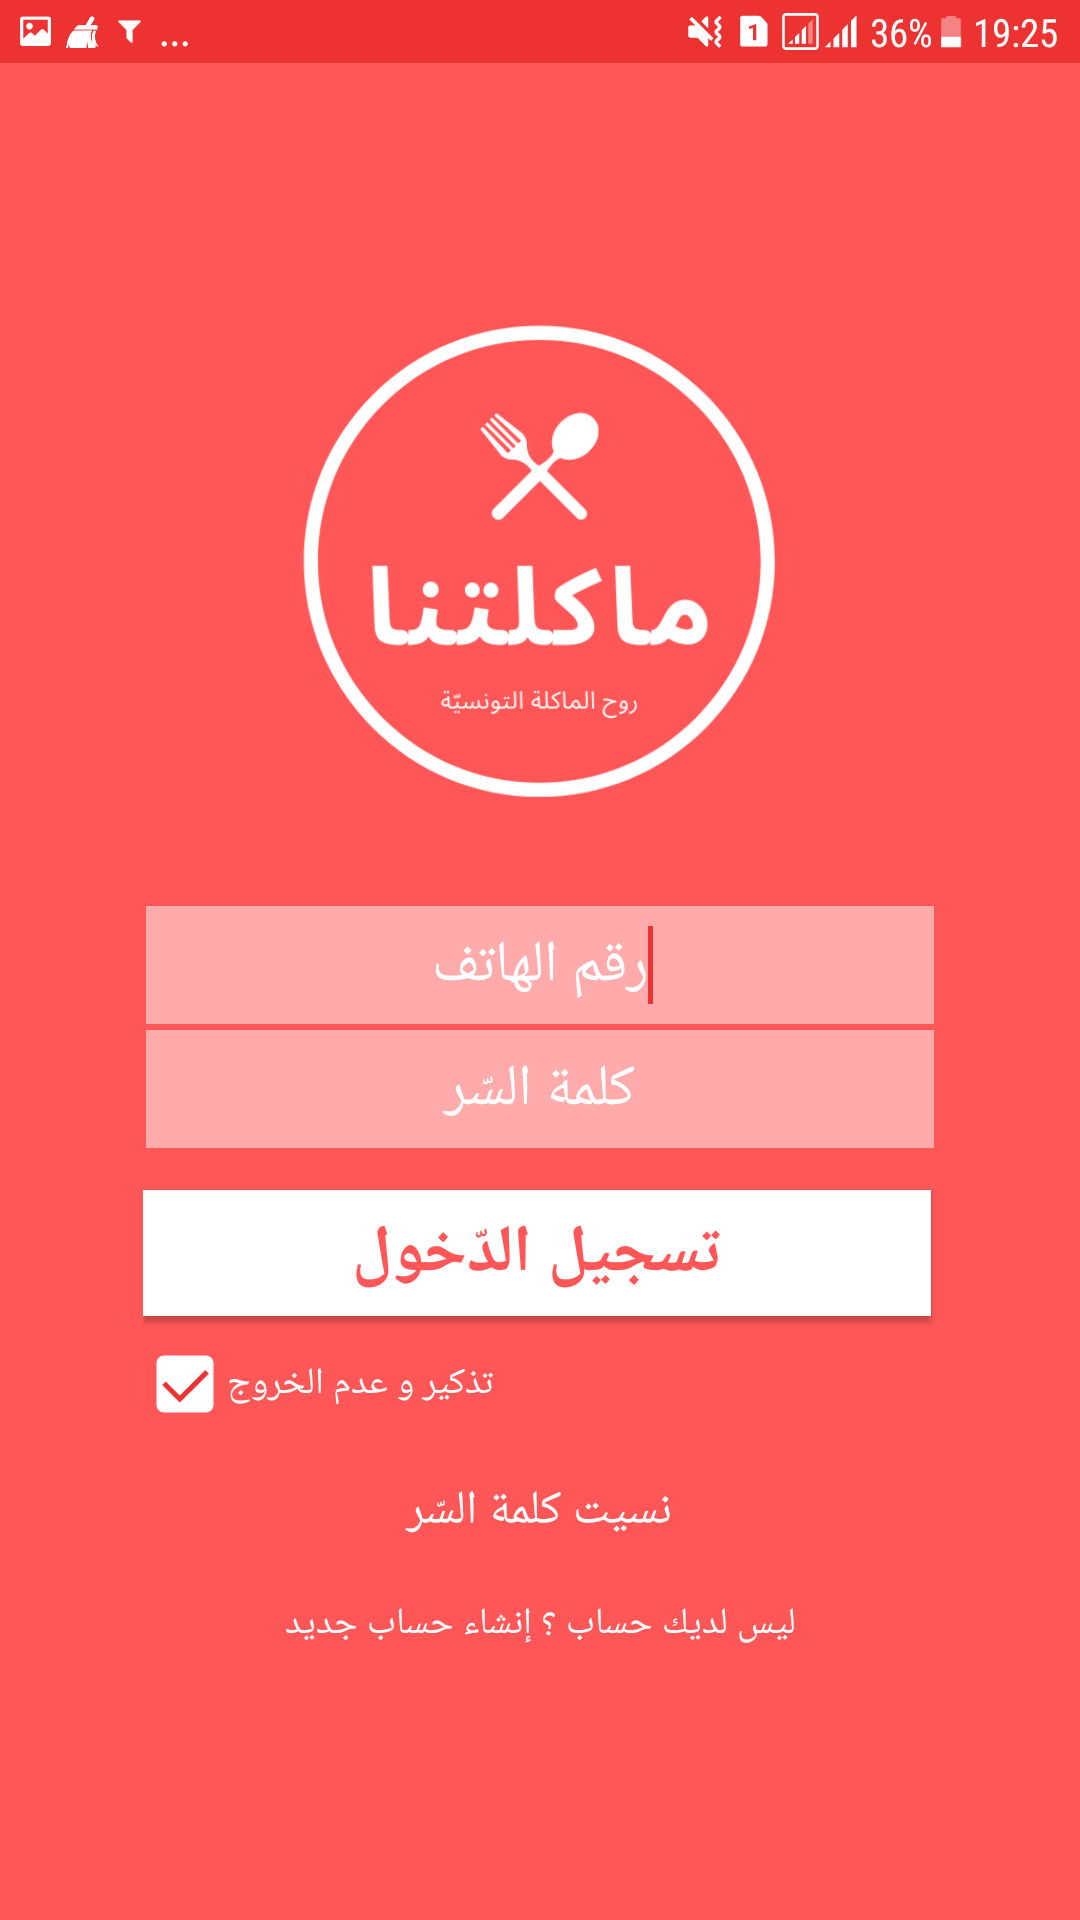 ... 36% 19:25
1
ماكلتنا
روح الماكلة التونسيّة
رقم الهاتف
كلمة السّر
تسجيل الدّخول
تذكير و عدم الخروج
نسيت كلمة السّر
ليس لديك حساب ؟ إنشاء حساب جديد